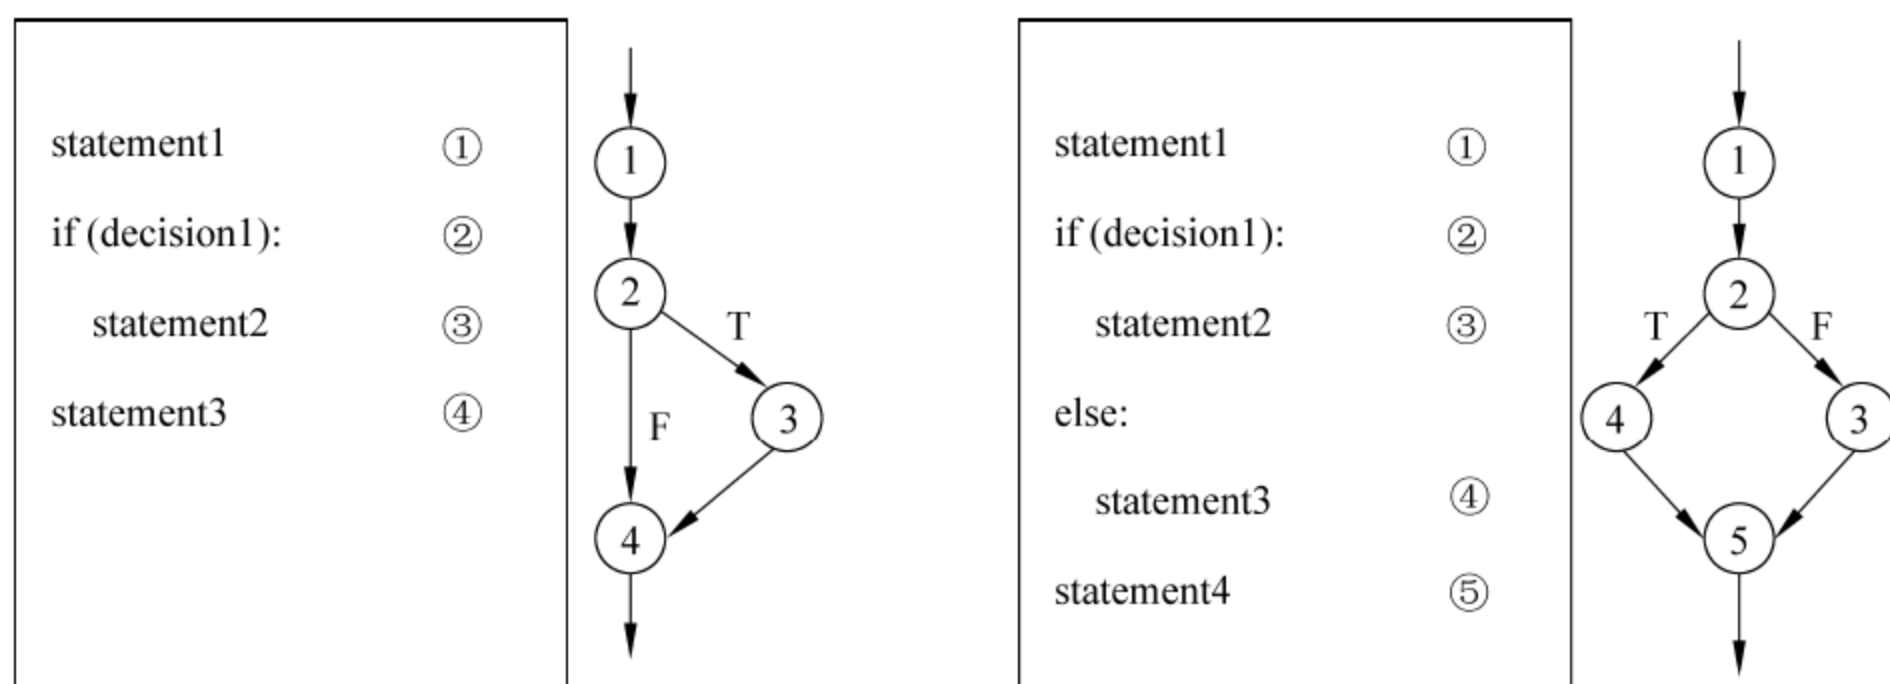 statement1 ①
if (decision1): ②
statement2 ③
statement3 ④
1
2
T
F
3
4
statement1 ①
if (decision1): ②
statement2 ③
else:
statement3 ④
statement4 ⑤
1
2
T F
4 3
5